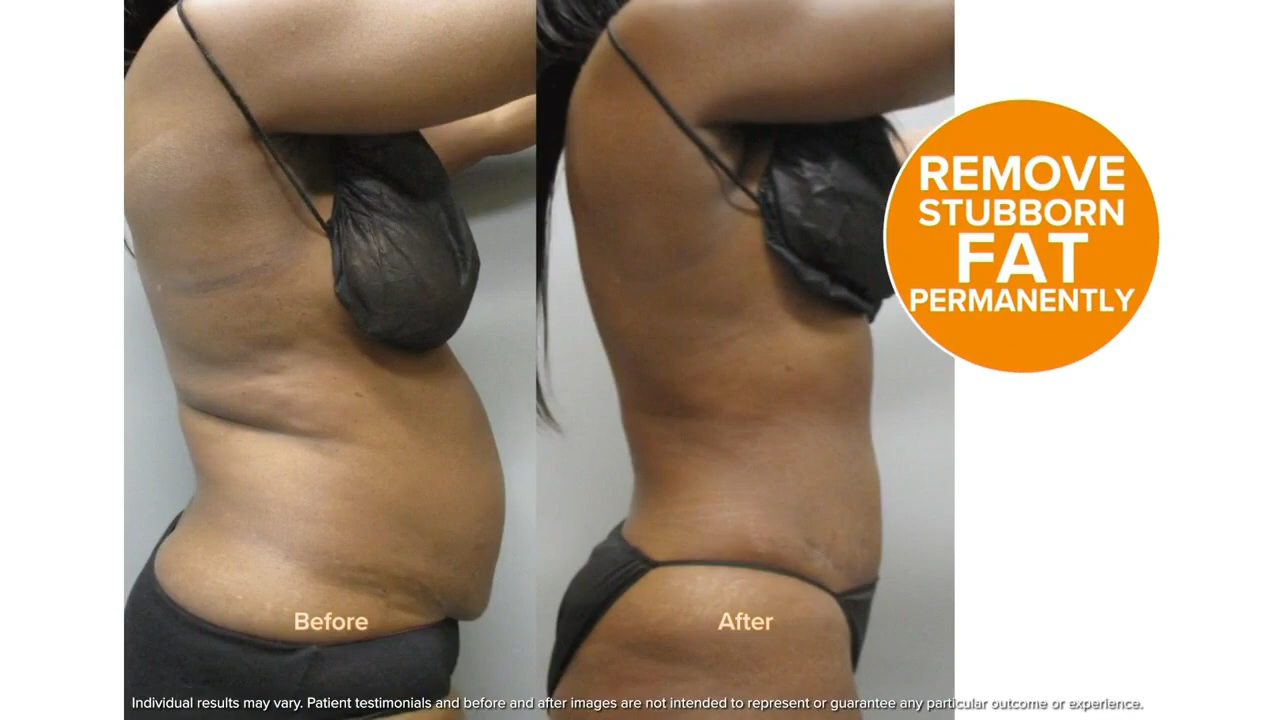 REMOVE
STUBBORN
FAT
PERMANENTLY
Before
After
Individual results may vary. Patient testimonials and before and after images are not intended to represent or guarantee any particular outcome or experience.